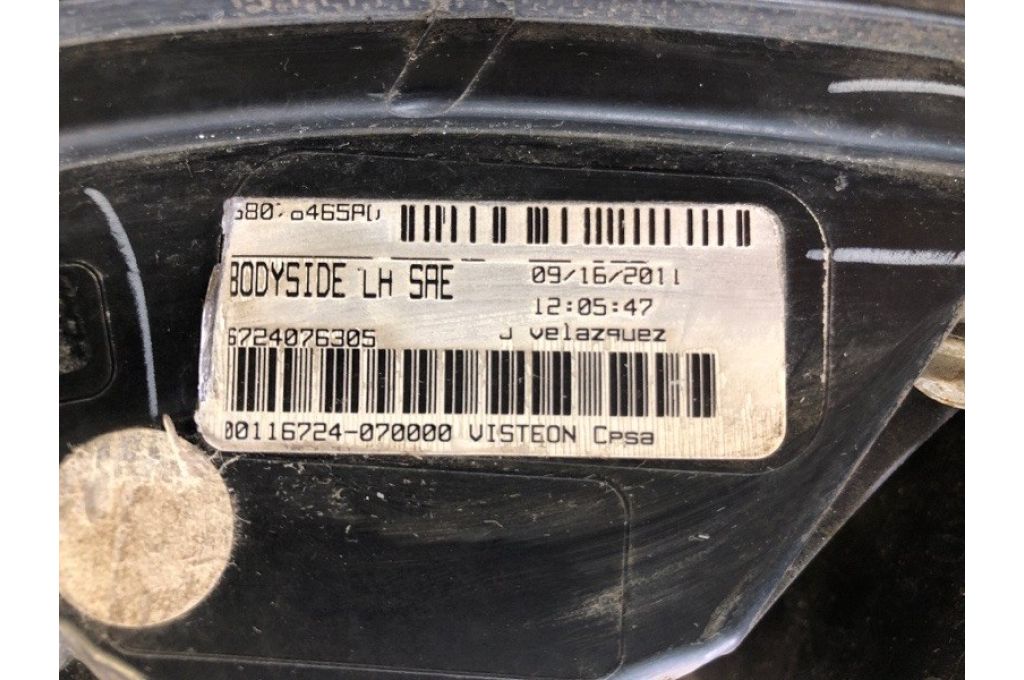 BODYSIDE LH SAE
09/16/2011
12:05:47
6724076305
J velazquez
00116724-070000 VISTEON Cpsa